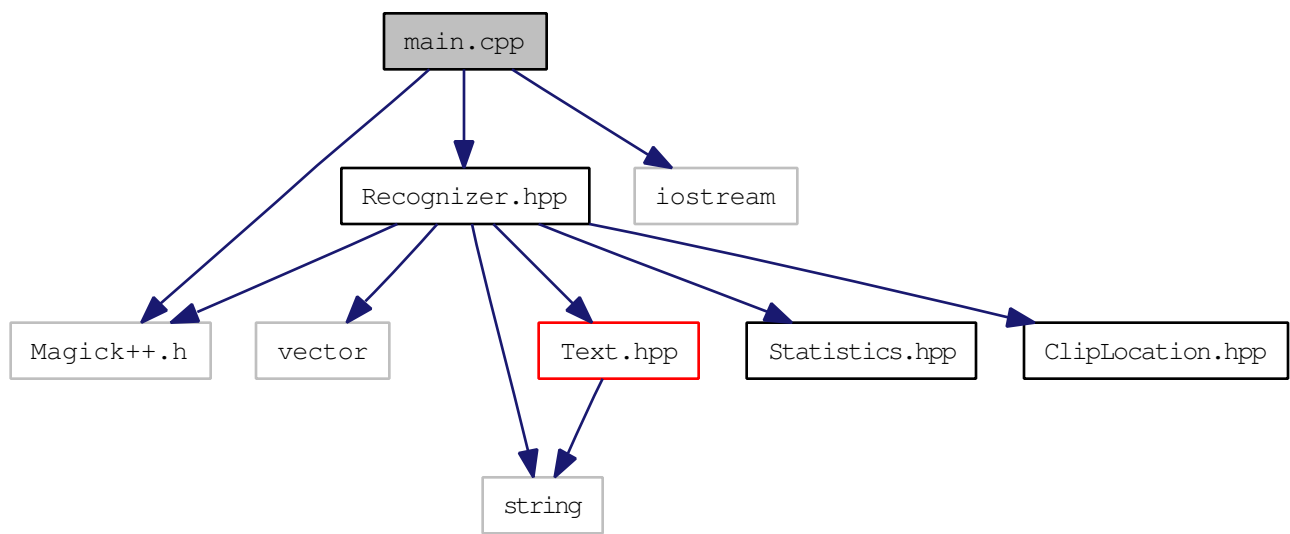 main.cpp
Recognizer.hpp
iostream
Magick++.h
vector
Text.hpp
Statistics.hpp
ClipLocation.hpp
string